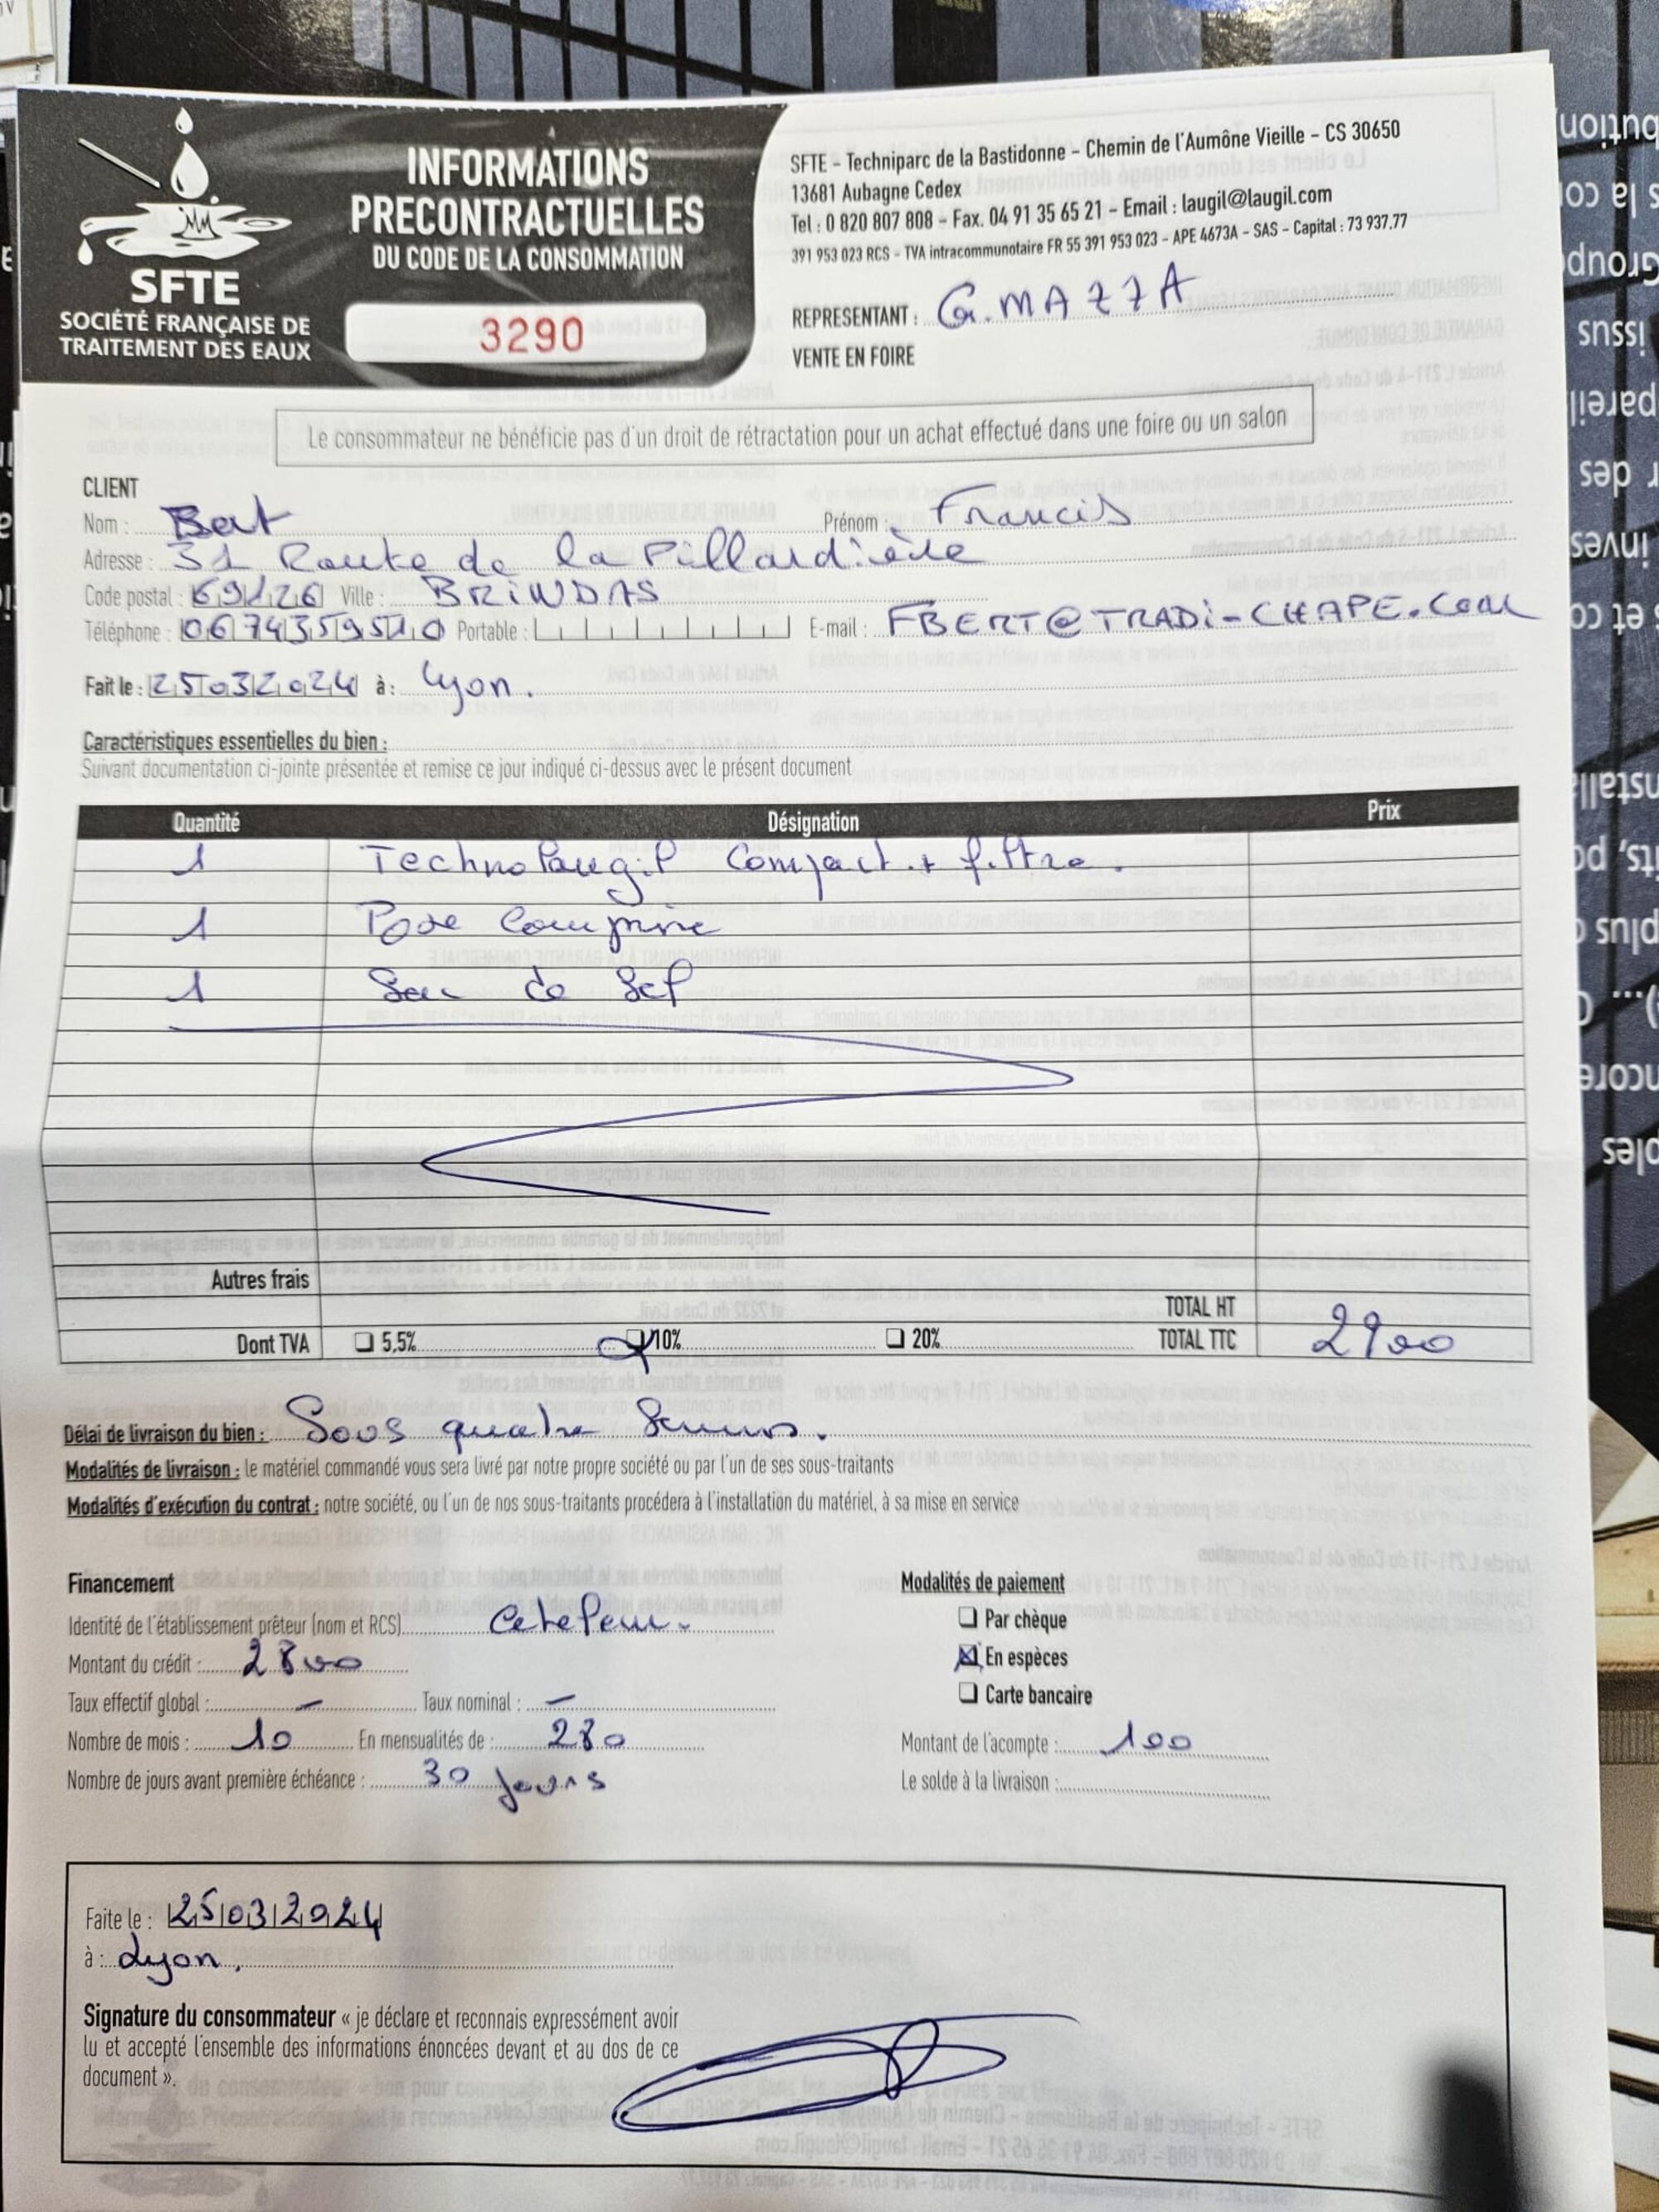 INFORMATIONS
PRECONTRACTUELLES
DU CODE DE LA CONSOMMATION
3290
SFTE
SOCIÉTÉ FRANÇAISE DE
TRAITEMENT DES EAUX
SFTE – Techniparc de la Bastidonne – Chemin de l'Aumône Vieille – CS 30650
13681 Aubagne Cedex
Tel : 0 820 807 808 – Fax. 04 91 35 65 21 – Email : laugil@laugil.com
391 953 023 RCS – TVA intracommunotaire FR 55 391 953 023 – APE 4673A – SAS – Capital : 73 937.77
REPRESENTANT : G. MAZZA
VENTE EN FOIRE
Le consommateur ne bénéficie pas d'un droit de rétractation pour un achat effectué dans une foire ou un salon
CLIENT
Nom : Bert Prénom : Francis
Adresse : 31 Route de la Pillardière
Code postal : 69126 Ville : BRINDAS
Téléphone : 0674359510 Portable : E-mail : FBERT@TRADI-CHAPE.COM
Fait le : 25032024 à : Lyon.
Caractéristiques essentielles du bien :
Suivant documentation ci-jointe présentée et remise ce jour indiqué ci-dessus avec le présent document
Quantité Désignation Prix
1 Technolaugil Compact + filtre.
1 Pose comprise
1 Sac de Sel
Autres frais
TOTAL HT
Dont TVA 5,5% 10% 20% TOTAL TTC 2900
Délai de livraison du bien : Sous quatre
Modalités de livraison : le matériel commandé vous sera livré par notre propre société ou par l'un de ses sous-traitants
Modalités d'exécution du contrat : notre société, ou l'un de nos sous-traitants procédera à l'installation du matériel, à sa mise en service
Financement
Identité de l'établissement prêteur (nom et RCS) Cetelem.
Montant du crédit : 2800
Taux effectif global : – Taux nominal : –
Nombre de mois : 10 En mensualités de : 280
Nombre de jours avant première échéance : 30 jours
Modalités de paiement
Par chèque
En espèces
Carte bancaire
Montant de l'acompte : 100
Le solde à la livraison :
Faite le : 25032024
à : Lyon.
Signature du consommateur « je déclare et reconnais expressément avoir
lu et accepté l'ensemble des informations énoncées devant et au dos de ce
document ».